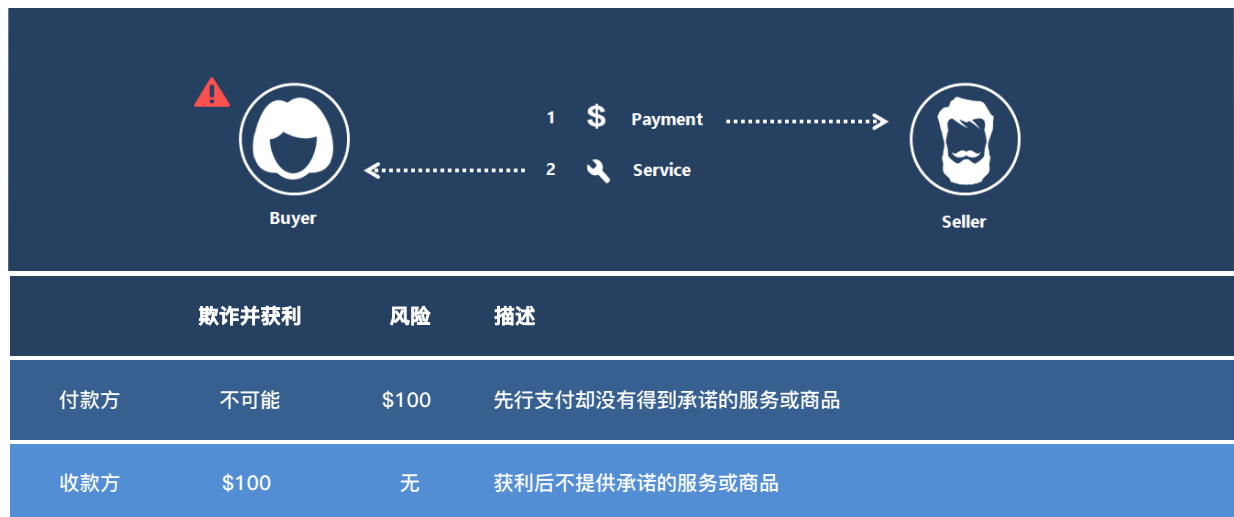 1 $ Payment
2 Service
Buyer
Seller
欺诈并获利 风险 描述
付款方 不可能 $100 先行支付却没有得到承诺的服务或商品
收款方 $100 无 获利后不提供承诺的服务或商品